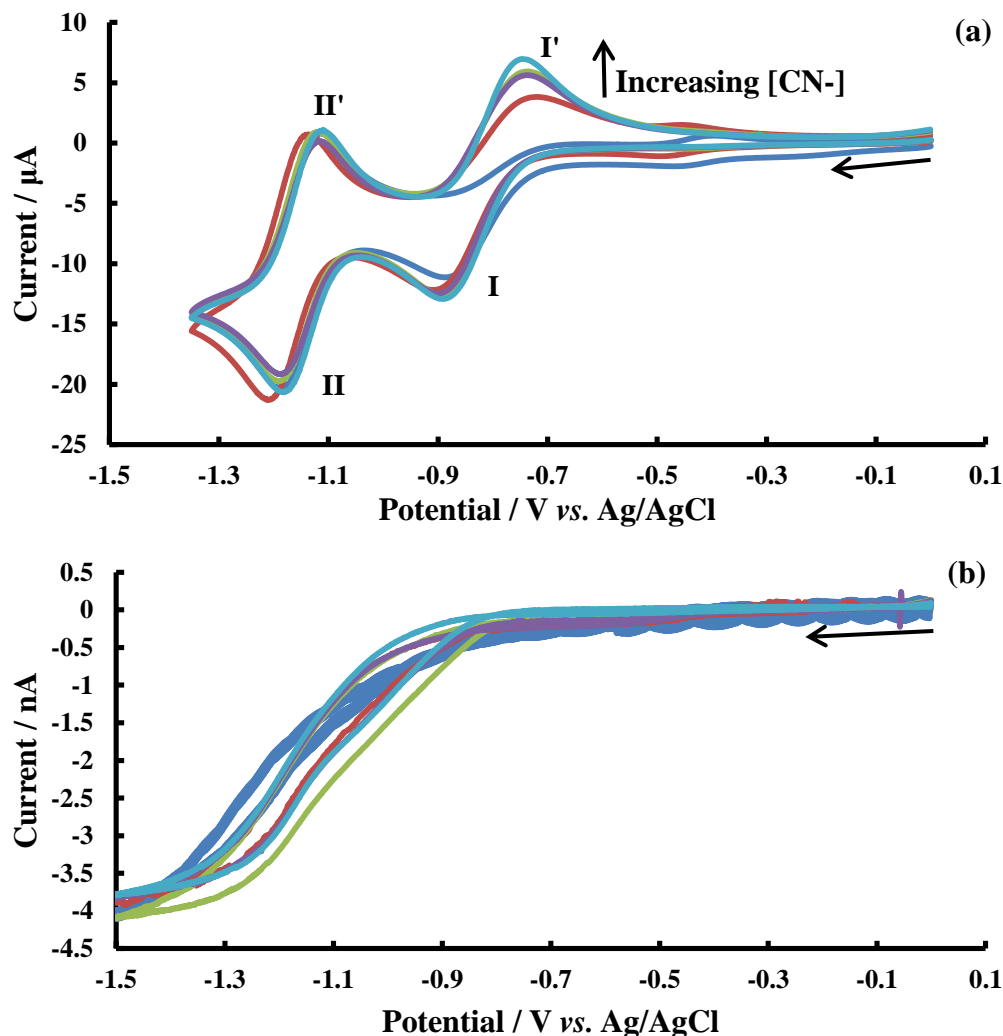 (a)
10
I'
Increasing [CN-]
5
II'
0
-5
-10
I
-15
II
-20
-25
Current / µA
-1.5 -1.3 -1.1 -0.9 -0.7 -0.5 -0.3 -0.1 0.1
Potential / V vs. Ag/AgCl
(b)
0.5
0
-0.5
-1
-1.5
-2
-2.5
-3
-3.5
-4
-4.5
Current / nA
-1.5 -1.3 -1.1 -0.9 -0.7 -0.5 -0.3 -0.1 0.1
Potential / V vs. Ag/AgCl